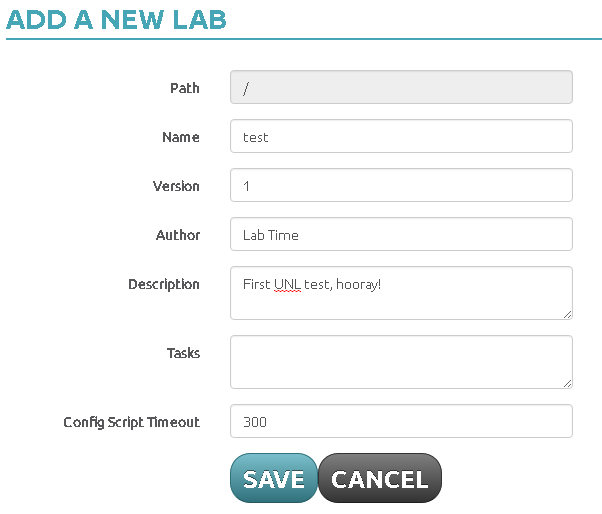 ADD A NEW LAB
Path /
Name test
Version 1
Author Lab Time
Description First UNL test, hooray!
Tasks
Config Script Timeout 300
SAVE CANCEL